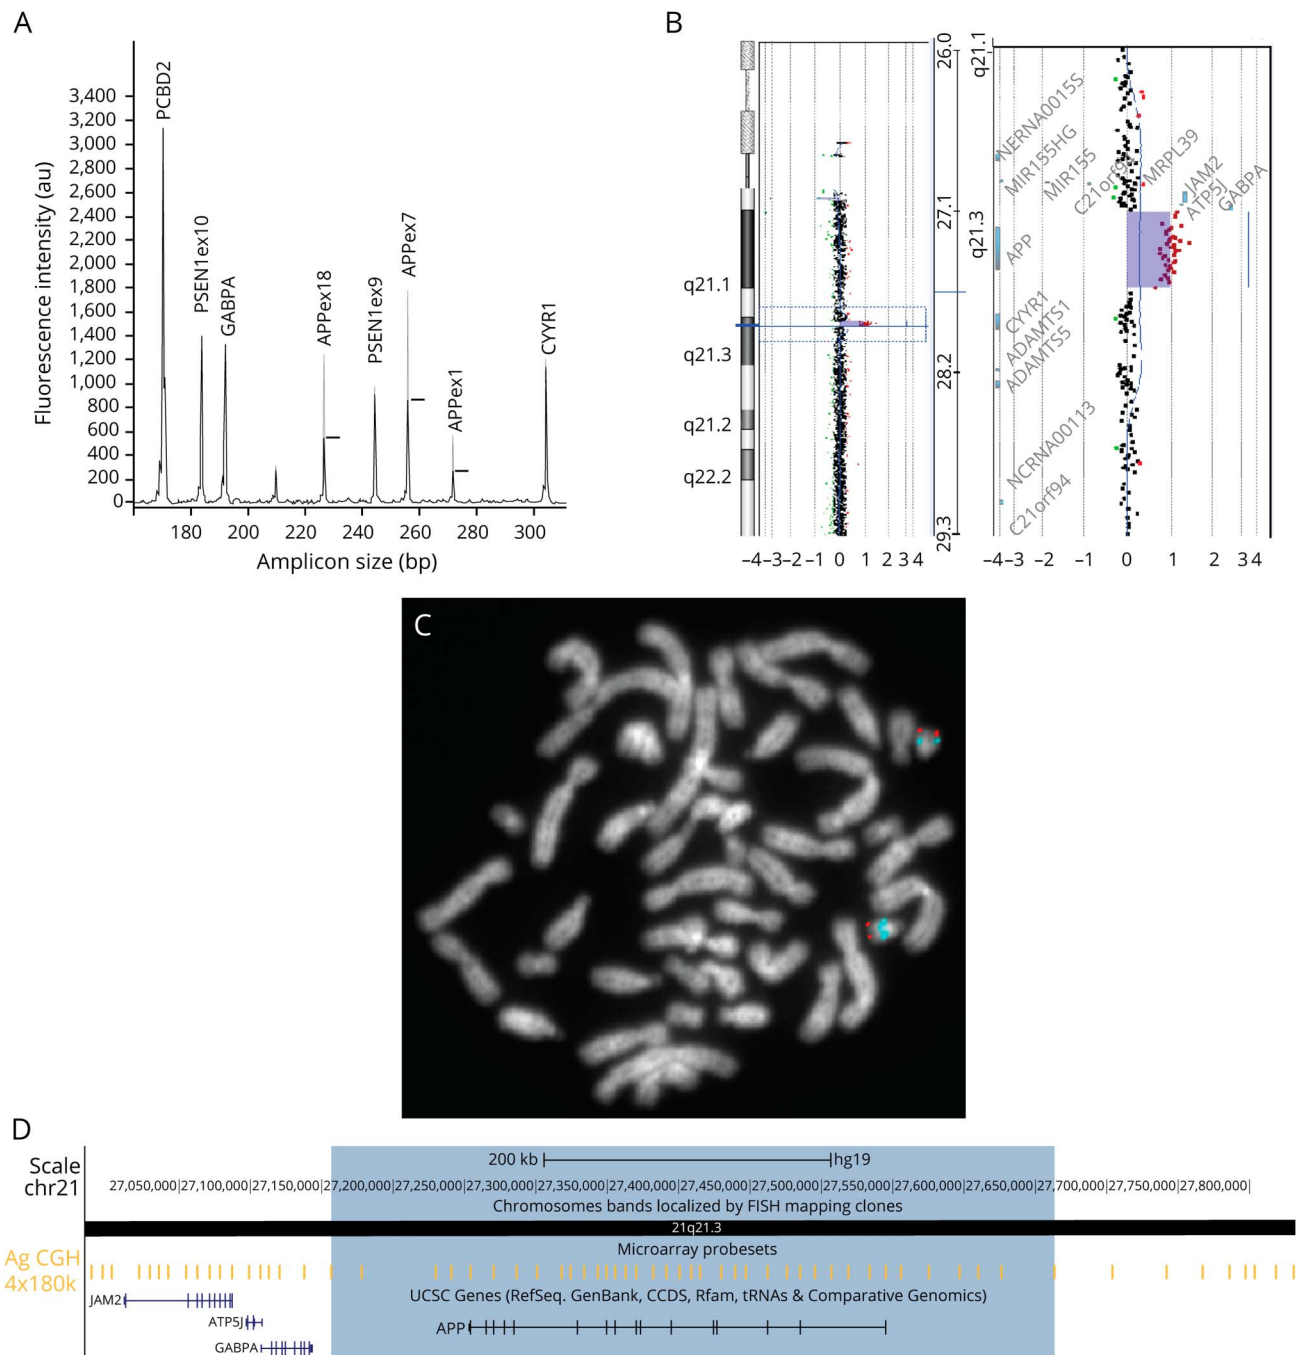 A
Fluorescence intensity (au)
3,400
3,200
3,000
2,800
2,600
2,400
2,200
2,000
1,800
1,600
1,400
1,200
1,000
800
600
400
200
0
PCBD2
PSEN1ex10
GABPA
APPex18
PSEN1ex9
APPex7
APPex1
CYYR1
180 200 220 240 260 280 300
Amplicon size (bp)
B
q21.1
q21.3
q21.2
q22.2
–4 –3 –2 –1 0 1 2 3 4
26.0
27.1
28.2
29.3
q21.1
q21.3
NERNA0015S
MIR155HG
MIR155
C21orf94
MRPL39
JAM2
ATP5J
GABPA
APP
CYYR1
ADAMTS1
ADAMTS5
NCRNA00113
C21orf94
–4 –3 –2 –1 0 1 2 3 4
C
D
Scale
chr21
200 kb
hg19
27,050,000| 27,100,000| 27,150,000| 27,200,000| 27,250,000| 27,300,000| 27,350,000| 27,400,000| 27,450,000| 27,500,000| 27,550,000| 27,600,000| 27,650,000| 27,700,000| 27,750,000| 27,800,000|
Chromosomes bands localized by FISH mapping clones
21q21.3
Microarray probesets
Ag CGH
4x180k
UCSC Genes (RefSeq. GenBank, CCDS, Rfam, tRNAs & Comparative Genomics)
JAM2
ATP5J
APP
GABPA